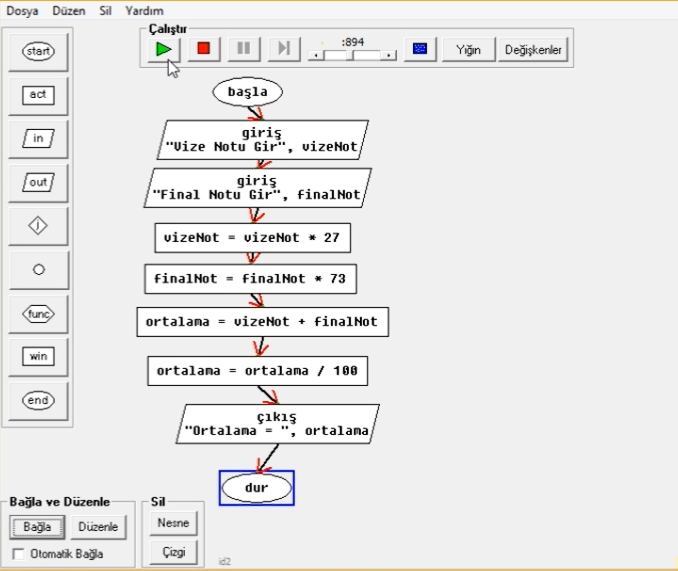 Dosya Düzen Sil Yardım
Çalıştır
:894
Yığın Değişkenler
start
act
in
out
j
func
win
end
başla
giriş
"Vize Notu Gir", vizeNot
giriş
"Final Notu Gir", finalNot
vizeNot = vizeNot * 27
finalNot = finalNot * 73
ortalama = vizeNot + finalNot
ortalama = ortalama / 100
çıkış
"Ortalama = ", ortalama
dur
Bağla ve Düzenle
Bağla Düzenle
Otomatik Bağla
Sil
Nesne
Çizgi
id2